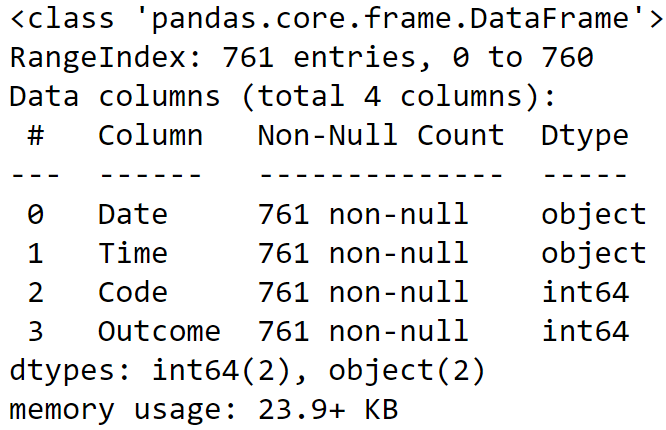 <class 'pandas.core.frame.DataFrame'>
RangeIndex: 761 entries, 0 to 760
Data columns (total 4 columns):
 #   Column   Non-Null Count  Dtype
---  ------   --------------  -----
 0   Date     761 non-null    object
 1   Time     761 non-null    object
 2   Code     761 non-null    int64
 3   Outcome  761 non-null    int64
dtypes: int64(2), object(2)
memory usage: 23.9+ KB